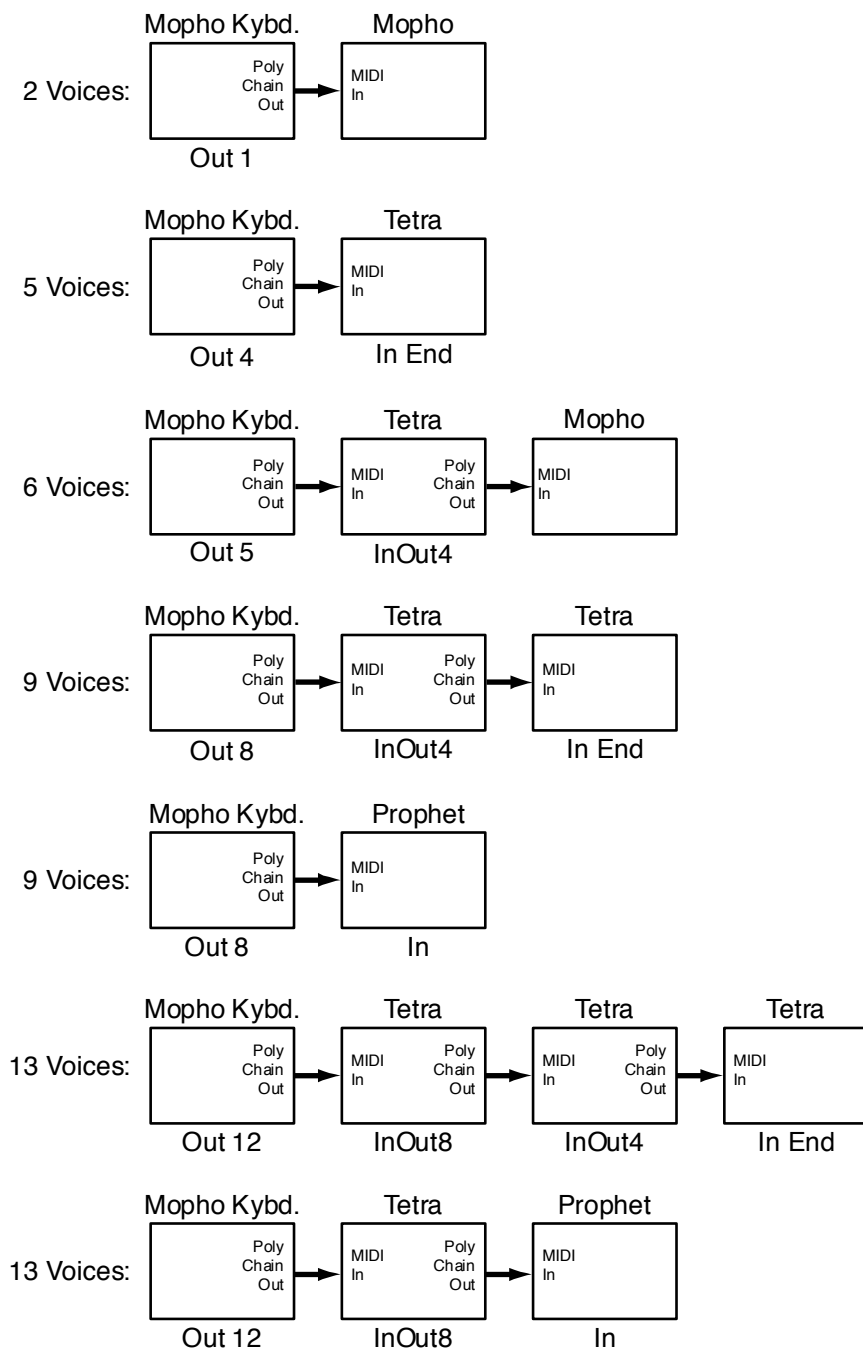 Mopho Kybd. Mopho
2 Voices:
Poly
Chain
Out
MIDI
In
Out 1
Mopho Kybd. Tetra
5 Voices:
Poly
Chain
Out
MIDI
In
Out 4 In End
Mopho Kybd. Tetra Mopho
6 Voices:
Poly
Chain
Out
MIDI
In
Poly
Chain
Out
MIDI
In
Out 5 InOut4
Mopho Kybd. Tetra Tetra
9 Voices:
Poly
Chain
Out
MIDI
In
Poly
Chain
Out
MIDI
In
Out 8 InOut4 In End
Mopho Kybd. Prophet
9 Voices:
Poly
Chain
Out
MIDI
In
Out 8 In
Mopho Kybd. Tetra Tetra Tetra
13 Voices:
Poly
Chain
Out
MIDI
In
Poly
Chain
Out
MIDI
In
Poly
Chain
Out
MIDI
In
Out 12 InOut8 InOut4 In End
Mopho Kybd. Tetra Prophet
13 Voices:
Poly
Chain
Out
MIDI
In
Poly
Chain
Out
MIDI
In
Out 12 InOut8 In